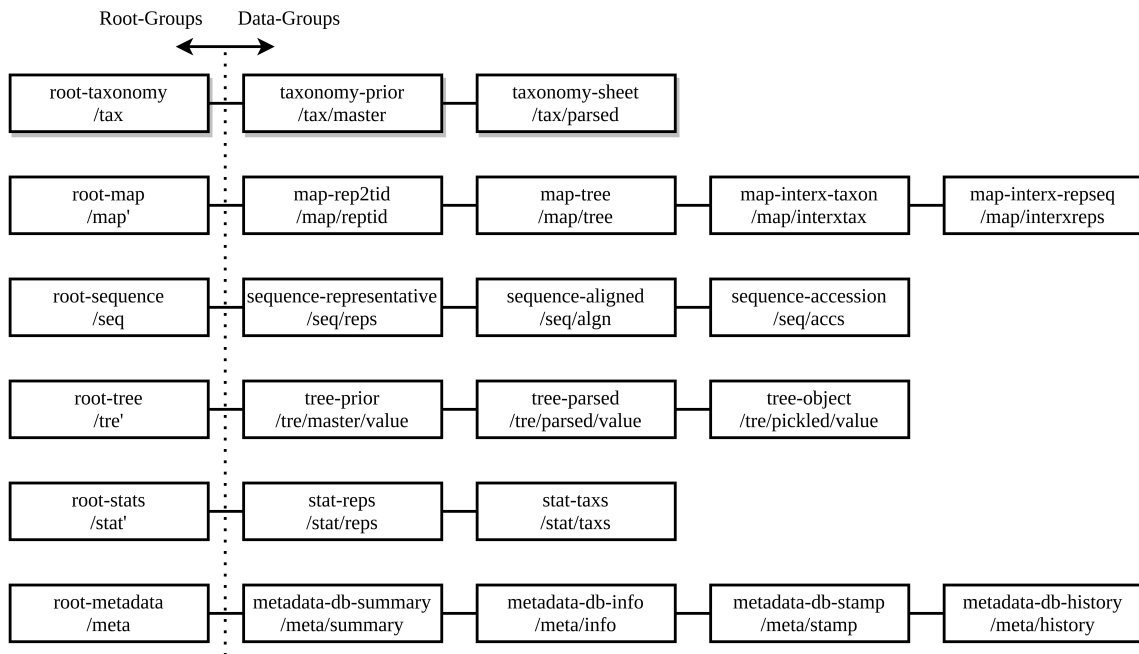 Root-Groups Data-Groups
root-taxonomy
/tax
taxonomy-prior
/tax/master
taxonomy-sheet
/tax/parsed
root-map
/map'
map-rep2tid
/map/reptid
map-tree
/map/tree
map-interx-taxon
/map/interxtax
map-interx-repseq
/map/interxreps
root-sequence
/seq
sequence-representative
/seq/reps
sequence-aligned
/seq/algn
sequence-accession
/seq/accs
root-tree
/tre'
tree-prior
/tre/master/value
tree-parsed
/tre/parsed/value
tree-object
/tre/pickled/value
root-stats
/stat'
stat-reps
/stat/reps
stat-taxs
/stat/taxs
root-metadata
/meta
metadata-db-summary
/meta/summary
metadata-db-info
/meta/info
metadata-db-stamp
/meta/stamp
metadata-db-history
/meta/history